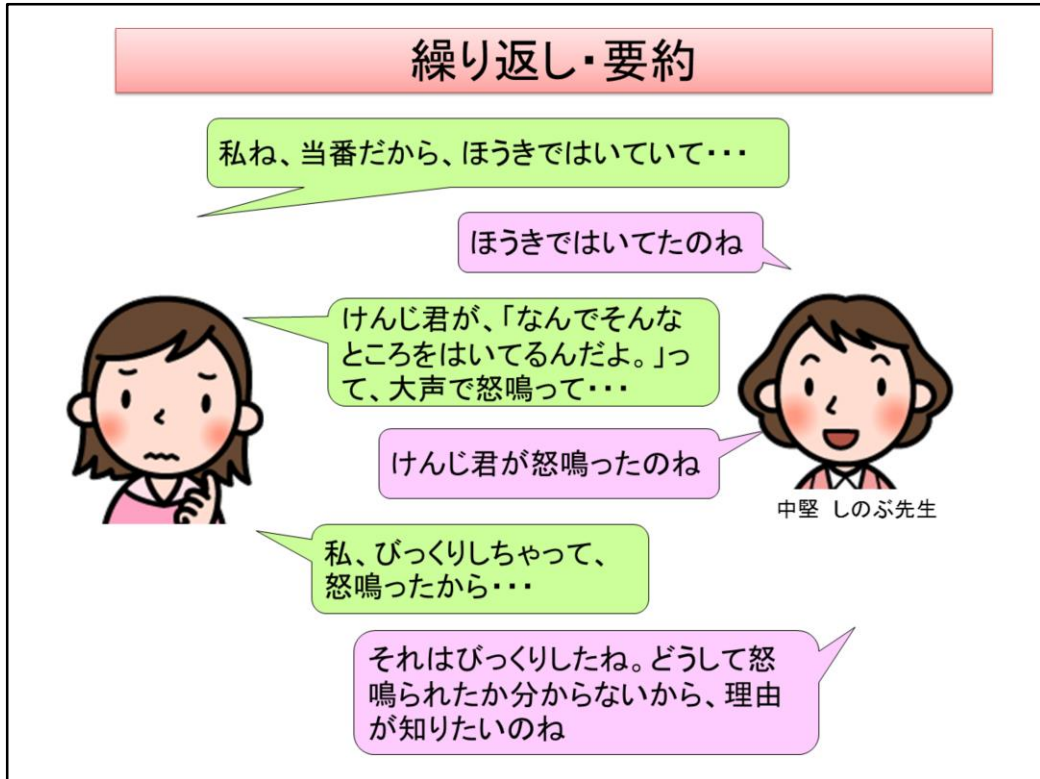 繰り返し・要約
私ね、当番だから、ほうきではいていて・・・
ほうきではいてたのね
けんじ君が、「なんでそんな
ところをはいてるんだよ。」っ
て、大声で怒鳴って・・・
けんじ君が怒鳴ったのね
中堅 しのぶ先生
私、びっくりしちゃって、
怒鳴ったから・・・
それはびっくりしたね。どうして怒
鳴られたか分からないから、理由
が知りたいのね